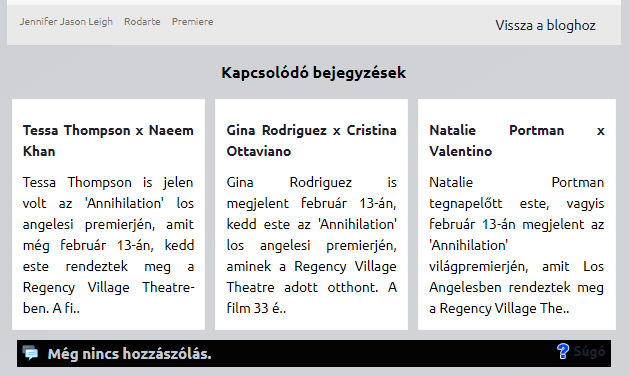 Jennifer Jason Leigh Rodarte Premiere
Vissza a bloghoz
Kapcsolódó bejegyzések
Tessa Thompson x Naeem
Khan
Tessa Thompson is jelen
volt az 'Annihilation' los
angelesi premierjén, amit
még február 13-án, kedd
este rendeztek meg a
Regency Village Theatre-
ben. A fi..
Gina Rodriguez x Cristina
Ottaviano
Gina Rodriguez is
megjelent február 13-án,
kedd este az 'Annihilation'
los angelesi premierjén,
aminek a Regency Village
Theatre adott otthont. A
film 33 é..
Natalie Portman x
Valentino
Natalie Portman
tegnapelőtt este, vagyis
február 13-án megjelent az
'Annihilation'
világpremierjén, amit Los
Angelesben rendeztek meg
a Regency Village The..
Még nincs hozzászólás.
Súgó